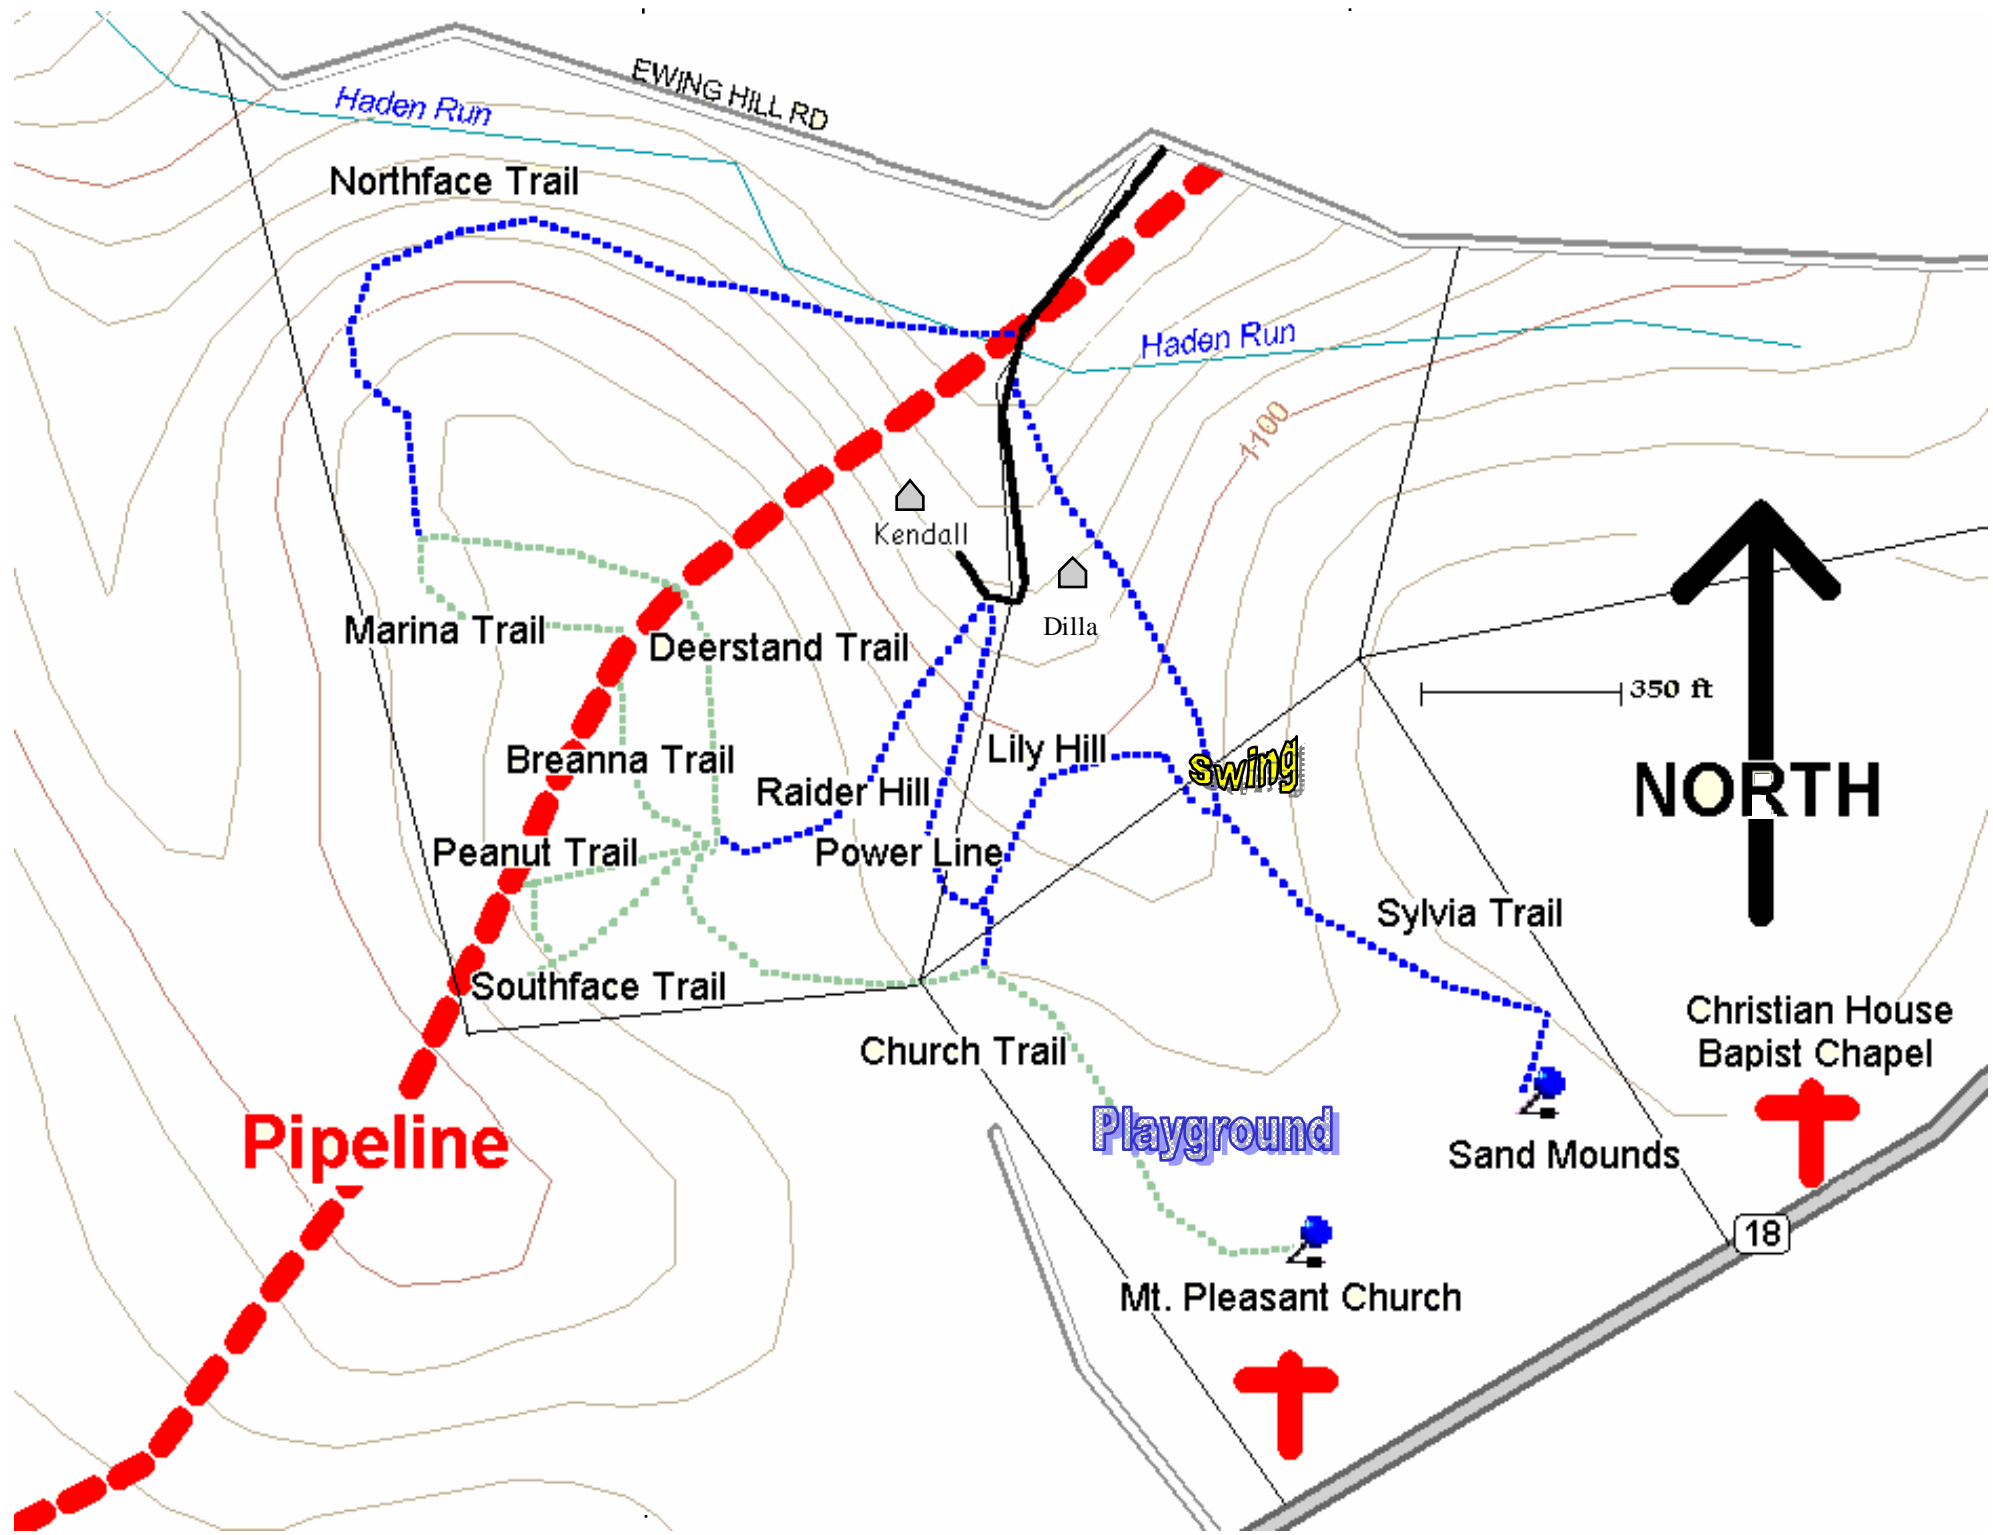 EWING HILL RD
Haden Run
Northface Trail
Haden Run
1100
Kendall
Dilla
Marina Trail
Deerstand Trail
350 ft
Breanna Trail
Lily Hill
swing
Raider Hill
NORTH
Peanut Trail
Power Line
Sylvia Trail
Southface Trail
Christian House
Bapist Chapel
Church Trail
Pipeline
Playground
Sand Mounds
18
Mt. Pleasant Church